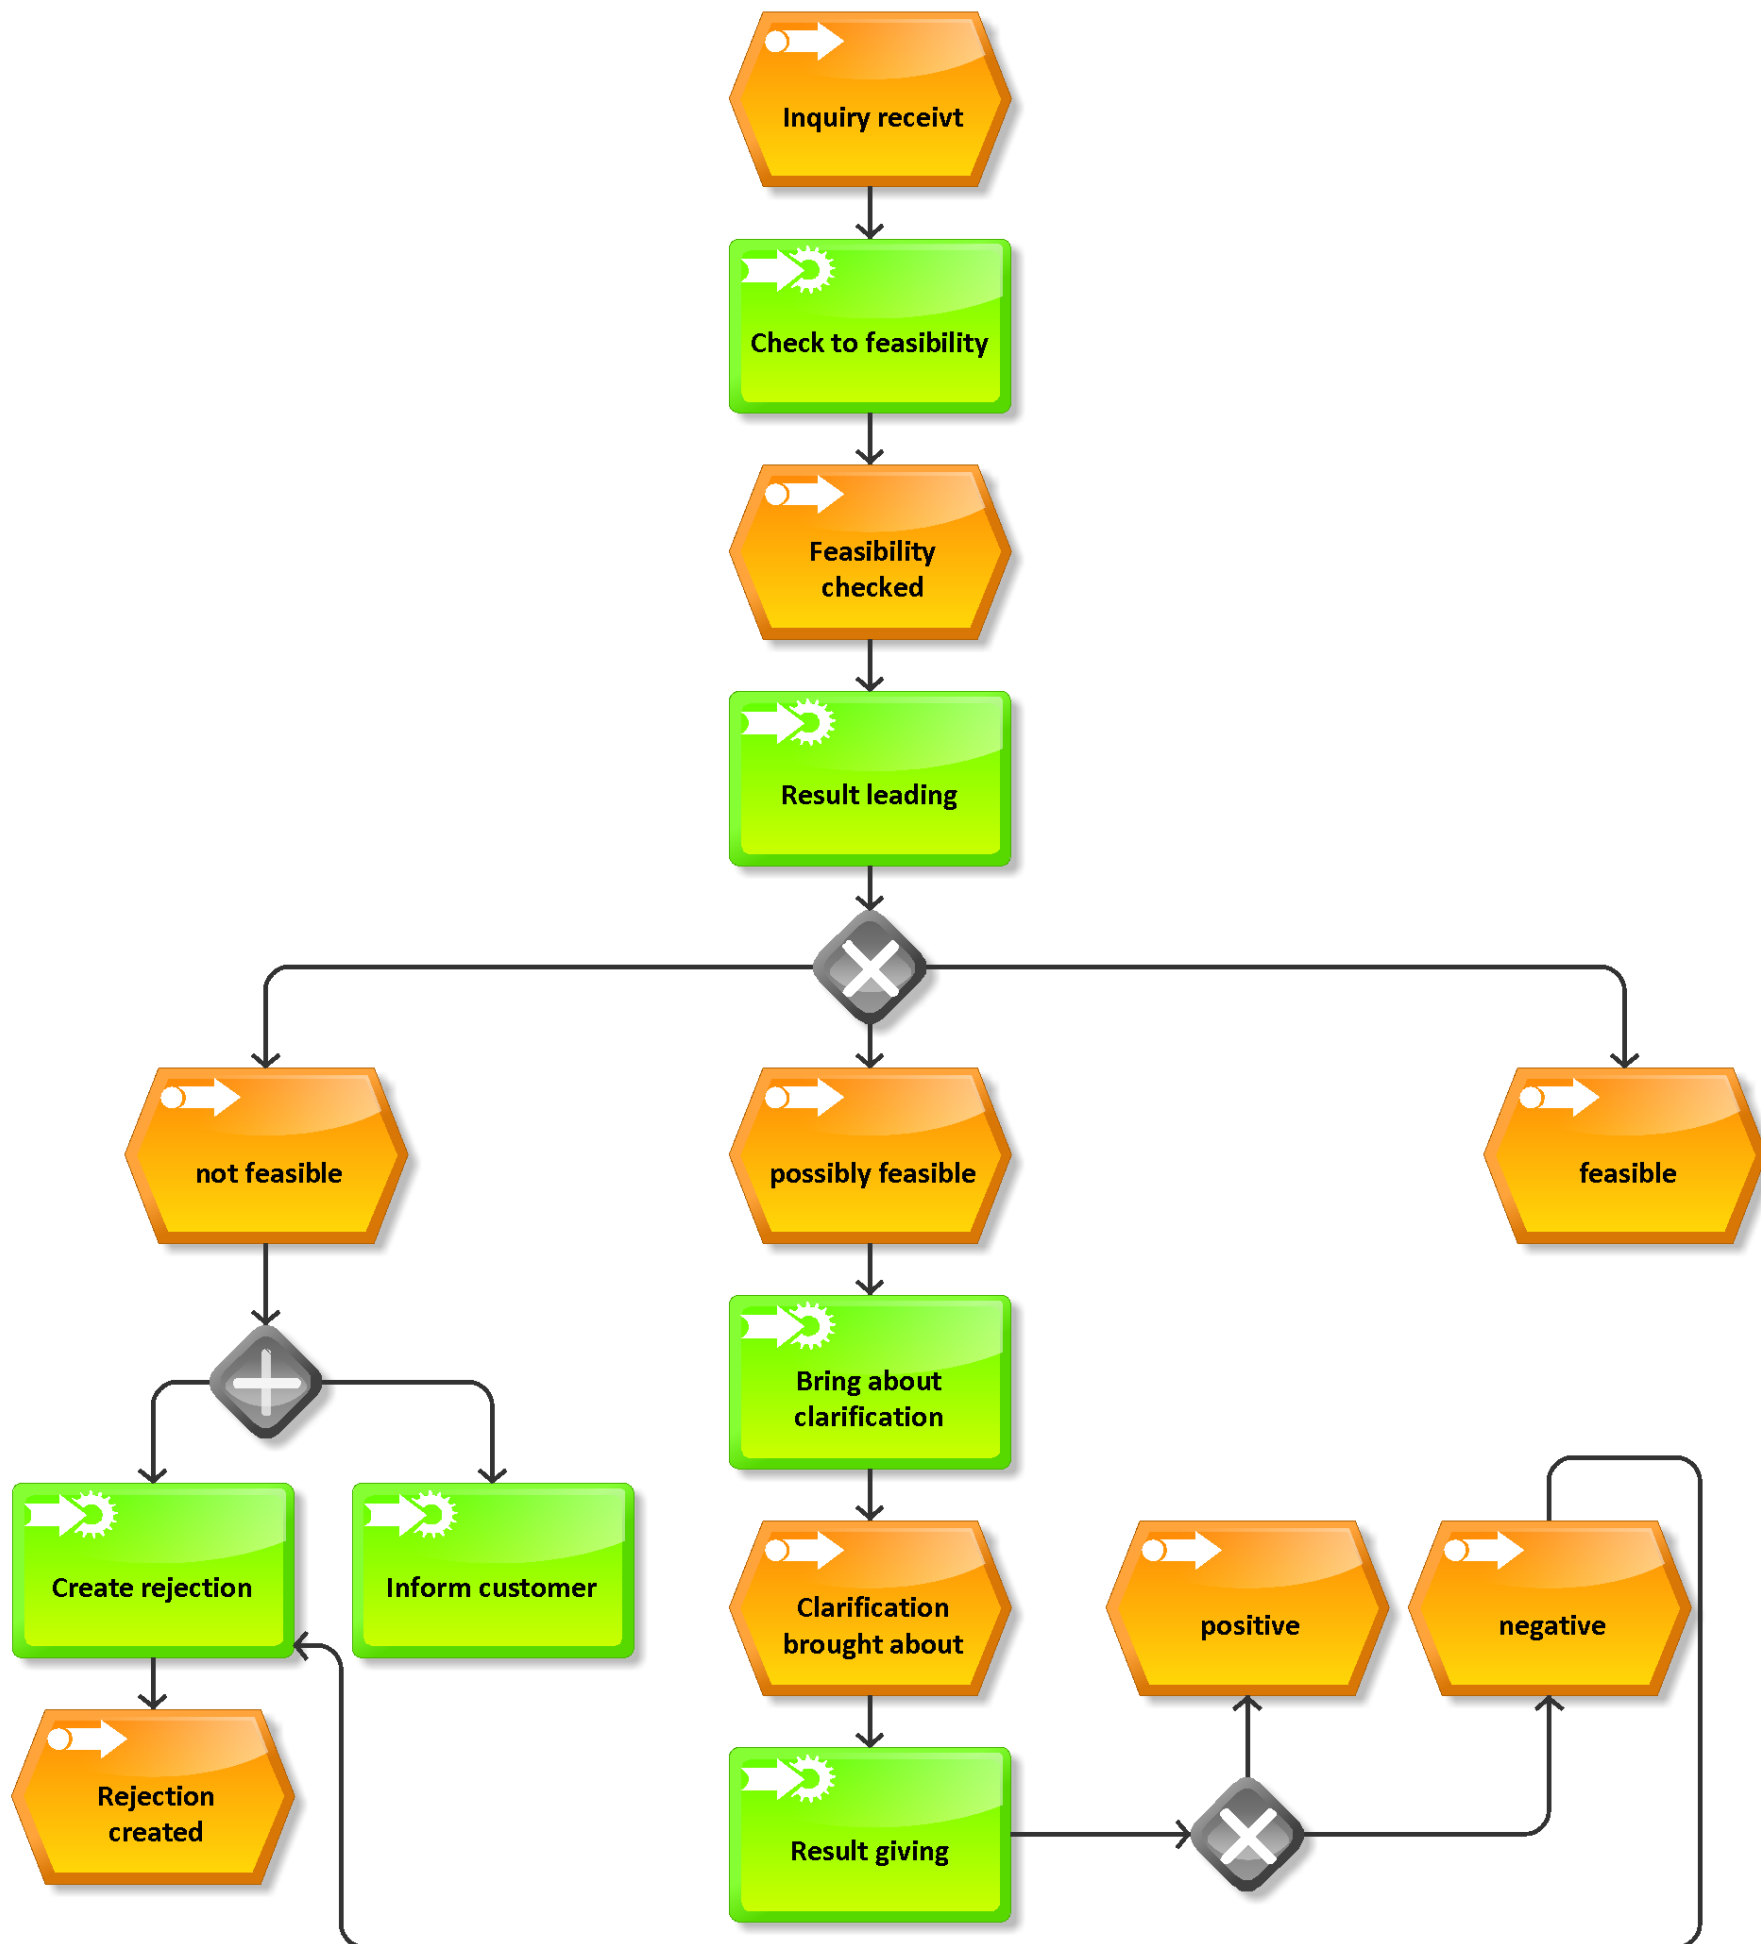 Inquiry receivt
Check to feasibility
Feasibility
checked
Result leading
not feasible
possibly feasible
feasible
Bring about
clarification
Create rejection
Inform customer
Clarification
brought about
positive
negative
Rejection
created
Result giving